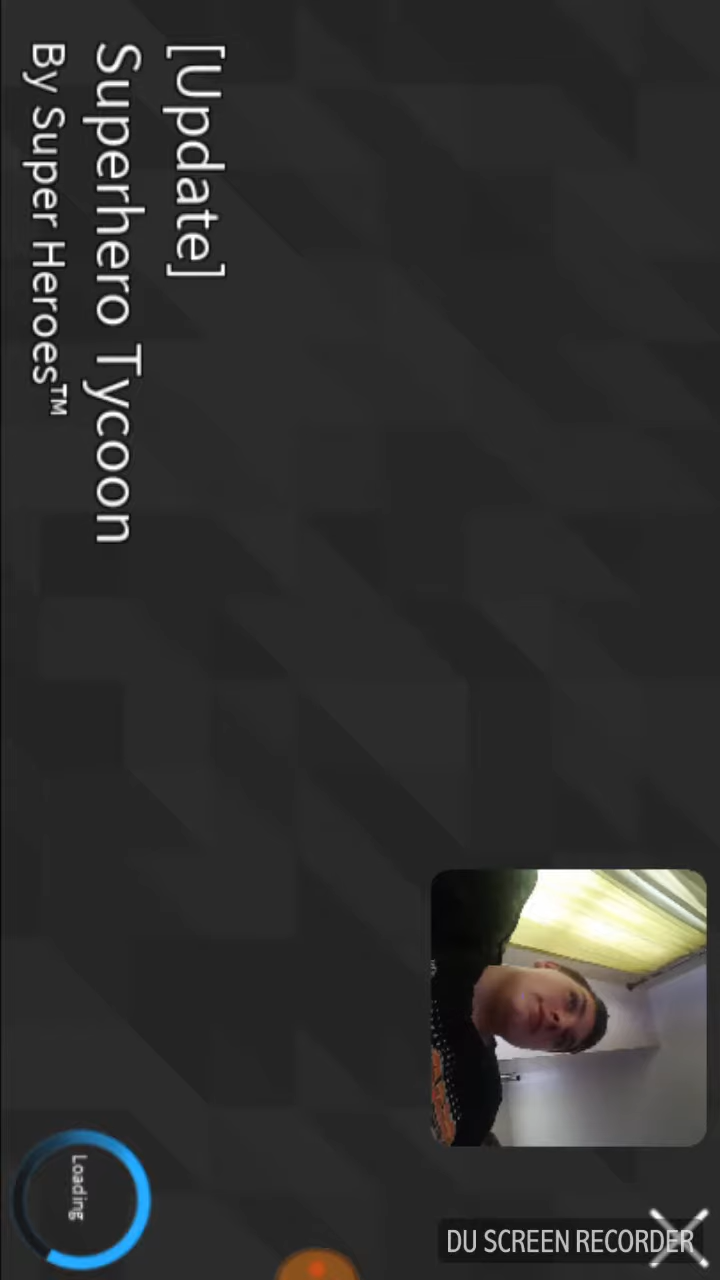 [Update]
Superhero Tycoon
By Super Heroes™
Loading
DU SCREEN RECORDER